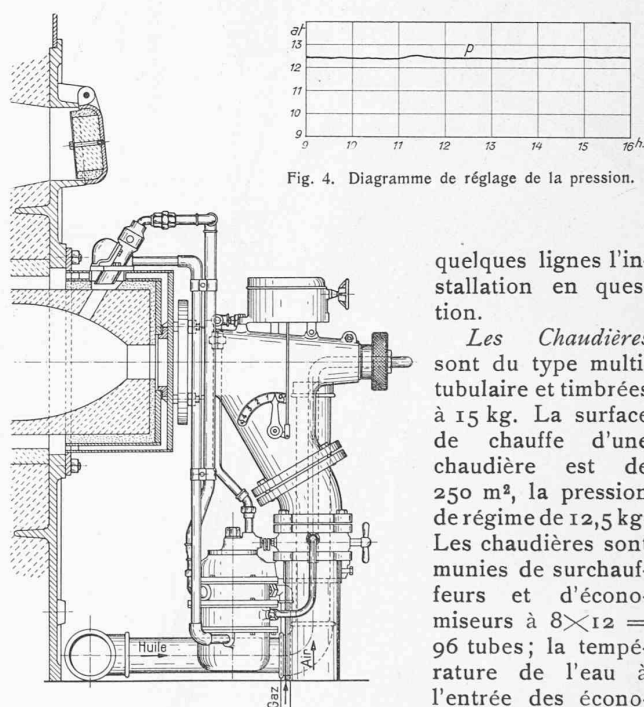 at
13
12
11
10
9
p
9 10 11 12 13 14 15 16 h.
Fig. 4. Diagramme de réglage de la pression.
quelques lignes l'in-
stallation en ques
tion.
Les Chaudières
sont du type multi
tubulaire et timbrées
à 15 kg. La surface
de chauffe d'une
chaudière est de
250 m², la pression
de régime de 12,5 kg
Les chaudières sont
munies de surchauf-
feurs et d'écono-
miseurs à 8×12 =
96 tubes; la tempé-
rature de l'eau à
l'entrée des écono-
Huile
Air
Gaz